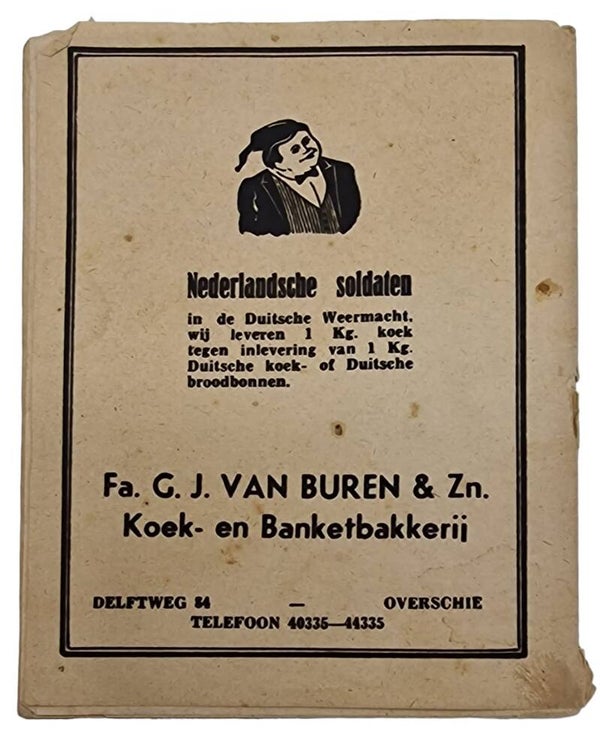 Nederlandsche soldaten
in de Duitsche Weermacht,
wij leveren 1 Kg. koek
tegen inlevering van 1 Kg.
Duitsche koek- of Duitsche
broodbonnen.
Fa. G. J. VAN BUREN & Zn.
Koek- en Banketbakkerij
DELFTWEG 84 — OVERSCHIE
TELEFOON 40335—44335